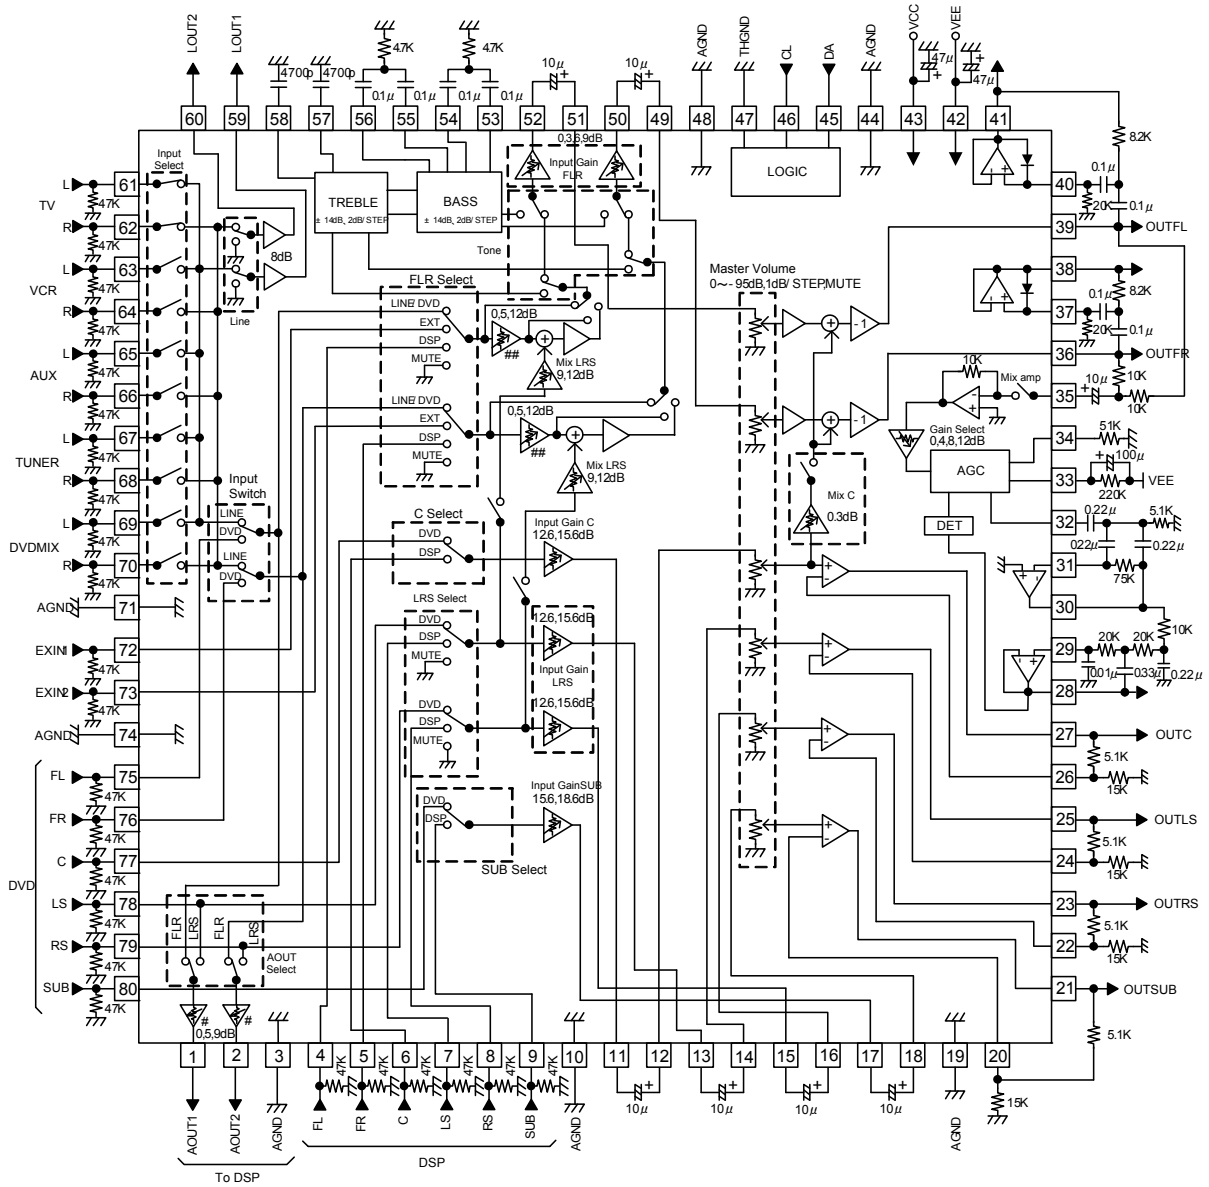 LOUT2
LOUT1
4700p
4700p
4.7K
0.1μ
0.1μ
4.7K
0.1μ
0.1μ
10μ
+
10μ
+
AGND
THGND
CL
DA
AGND
VCC
47μ
+
VEE
47μ
+
60 59 58 57 56 55 54 53 52 51 50 49 48 47 46 45 44 43 42 41
Input
Select
TV
L 61
47K
R 62
47K
VCR
L 63
47K
R 64
47K
AUX
L 65
47K
R 66
47K
TUNER
L 67
47K
R 68
47K
DVDMIX
L 69
47K
R 70
47K
AGND 71
EXIN1 72
47K
EXIN2 73
47K
AGND 74
DVD
FL 75
47K
FR 76
47K
C 77
47K
LS 78
47K
RS 79
47K
SUB 80
47K
8dB
Line
Input
Switch
LINE
DVD
LINE
DVD
TREBLE
± 14dB, 2dB/ STEP
BASS
± 14dB, 2dB/ STEP
0,3,6,9dB
Input Gain
FLR
Tone
LOGIC
FLR Select
LINE/ DVD
EXT
DSP
MUTE
LINE/ DVD
EXT
DSP
MUTE
0,5,12dB
##
Mix LRS
9,12dB
0,5,12dB
##
Mix LRS
9,12dB
C Select
DVD
DSP
Input Gain C
12.6,15.6dB
LRS Select
DVD
DSP
MUTE
DVD
DSP
MUTE
12.6,15.6dB
Input Gain
LRS
12.6,15.6dB
DVD
DSP
SUB Select
Input GainSUB
15.6,18.6dB
Master Volume
0～- 95dB,1dB/ STEP,MUTE
+
- 1
+
- 1
Mix C
0.3dB
+
-
+
-
+
-
+
-
10K
Mix amp
-
+
Gain Select
0,4,8,12dB
AGC
DET
+
-
8.2K
40
0.1μ
20K
0.1μ
39 OUTFL
38
+
-
8.2K
37
0.1μ
20K
0.1μ
36 OUTFR
10K
35
10μ
+
10K
34
51K
+
100μ
33
220K
VEE
32
0.22μ
5.1K
0.22μ
0.22μ
31
75K
-
+
30
10K
29
20K
20K
0.01μ
0.33μ
0.22μ
-
+
28
27 OUTC
5.1K
26
15K
25 OUTLS
5.1K
24
15K
23 OUTRS
5.1K
22
15K
21 OUTSUB
5.1K
15K
FLR
LRS
FLR
LRS
AOUT
Select
#
#
0,5,9dB
1 2 3 4 5 6 7 8 9 10 11 12 13 14 15 16 17 18 19 20
47K
47K
47K
47K
47K
47K
+
10μ
+
10μ
+
10μ
+
10μ
AOUT1
AOUT2
AGND
FL
FR
C
LS
RS
SUB
AGND
AGND
To DSP
DSP